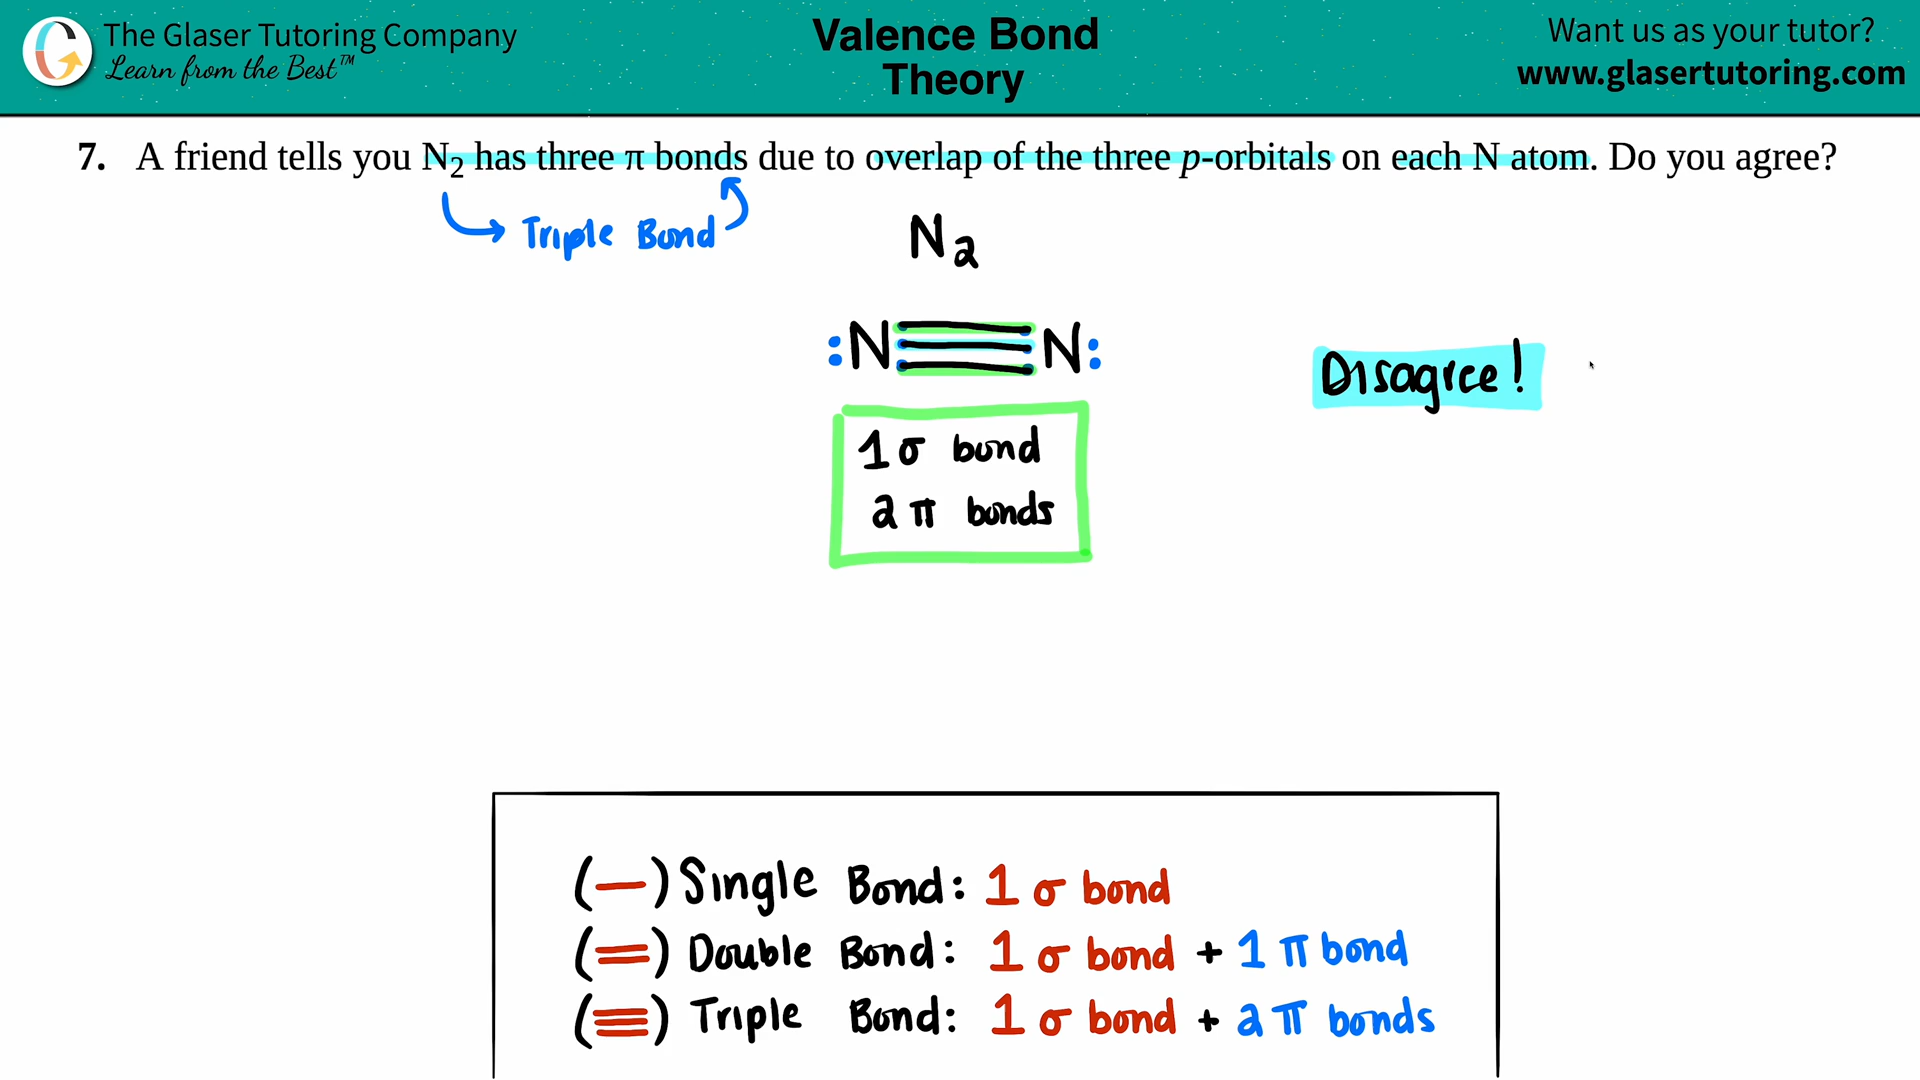 The Glaser Tutoring Company
Learn from the Best™
Valence Bond
Theory
Want us as your tutor?
www.glasertutoring.com
7. A friend tells you N₂ has three π bonds due to overlap of the three p-orbitals on each N atom. Do you agree?
Triple Bond
N₂
:N≡N:
Disagree!
1 σ bond
2 π bonds
(—) Single Bond: 1 σ bond
(=) Double Bond: 1 σ bond + 1 π bond
(≡) Triple Bond: 1 σ bond + 2 π bonds